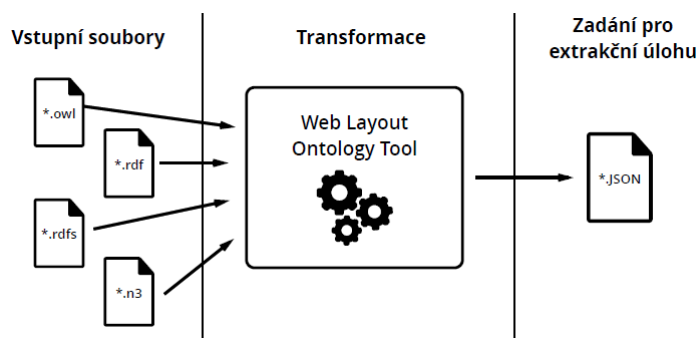 Vstupní soubory
Transformace
Zadání pro
extrakční úlohu
*.owl
*.rdf
*.rdfs
*.n3
Web Layout
Ontology Tool
*.JSON